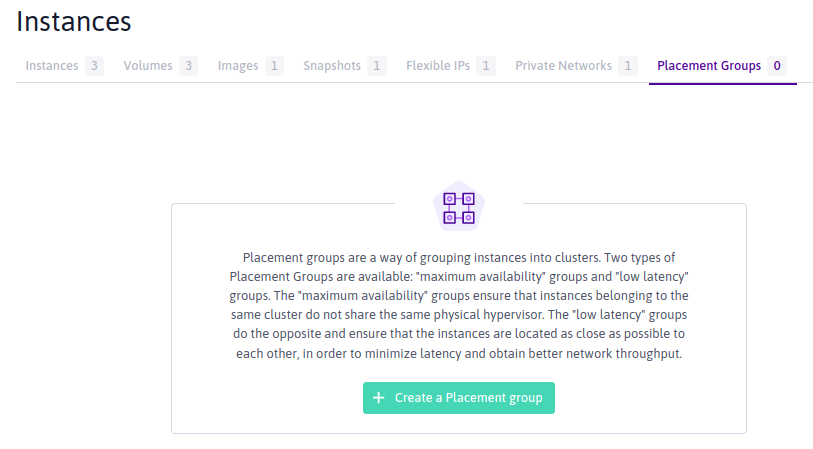 Instances
Instances 3 Volumes 3 Images 1 Snapshots 1 Flexible IPs 1 Private Networks 1 Placement Groups 0
Placement groups are a way of grouping instances into clusters. Two types of
Placement Groups are available: "maximum availability" groups and "low latency"
groups. The "maximum availability" groups ensure that instances belonging to the
same cluster do not share the same physical hypervisor. The "low latency" groups
do the opposite and ensure that the instances are located as close as possible to
each other, in order to minimize latency and obtain better network throughput.
+ Create a Placement group